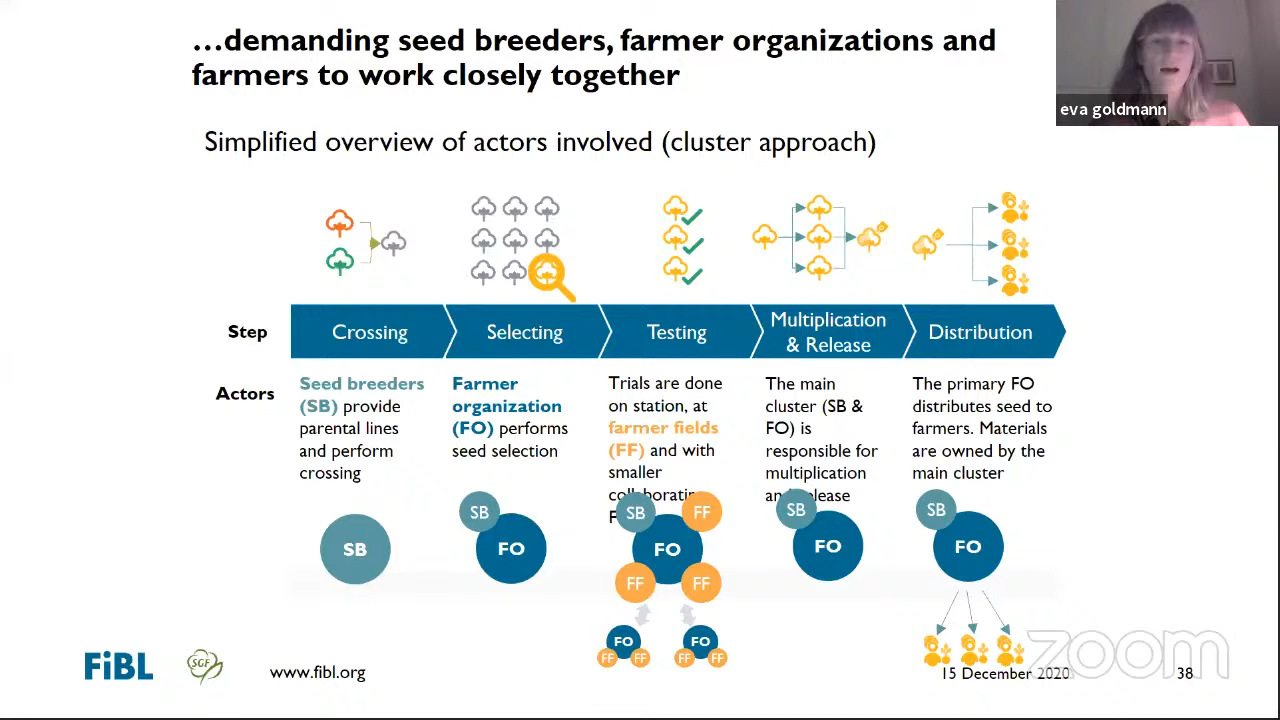 …demanding seed breeders, farmer organizations and
farmers to work closely together
eva goldmann
Simplified overview of actors involved (cluster approach)
Step
Crossing
Selecting
Testing
Multiplication
& Release
Distribution
Actors
Seed breeders
(SB) provide
parental lines
and perform
crossing
Farmer
organization
(FO) performs
seed selection
Trials are done
on station, at
farmer fields
(FF) and with
smaller
The main
cluster (SB &
FO) is
responsible for
multiplication
The primary FO
distributes seed to
farmers. Materials
are owned by the
main cluster
SB
SB
FO
SB
FF
FO
FF
FF
FO
FF
FF
FO
FF
FF
SB
FO
SB
FO
FiBL
SGF
www.fibl.org
15 December 2020
38
zoom